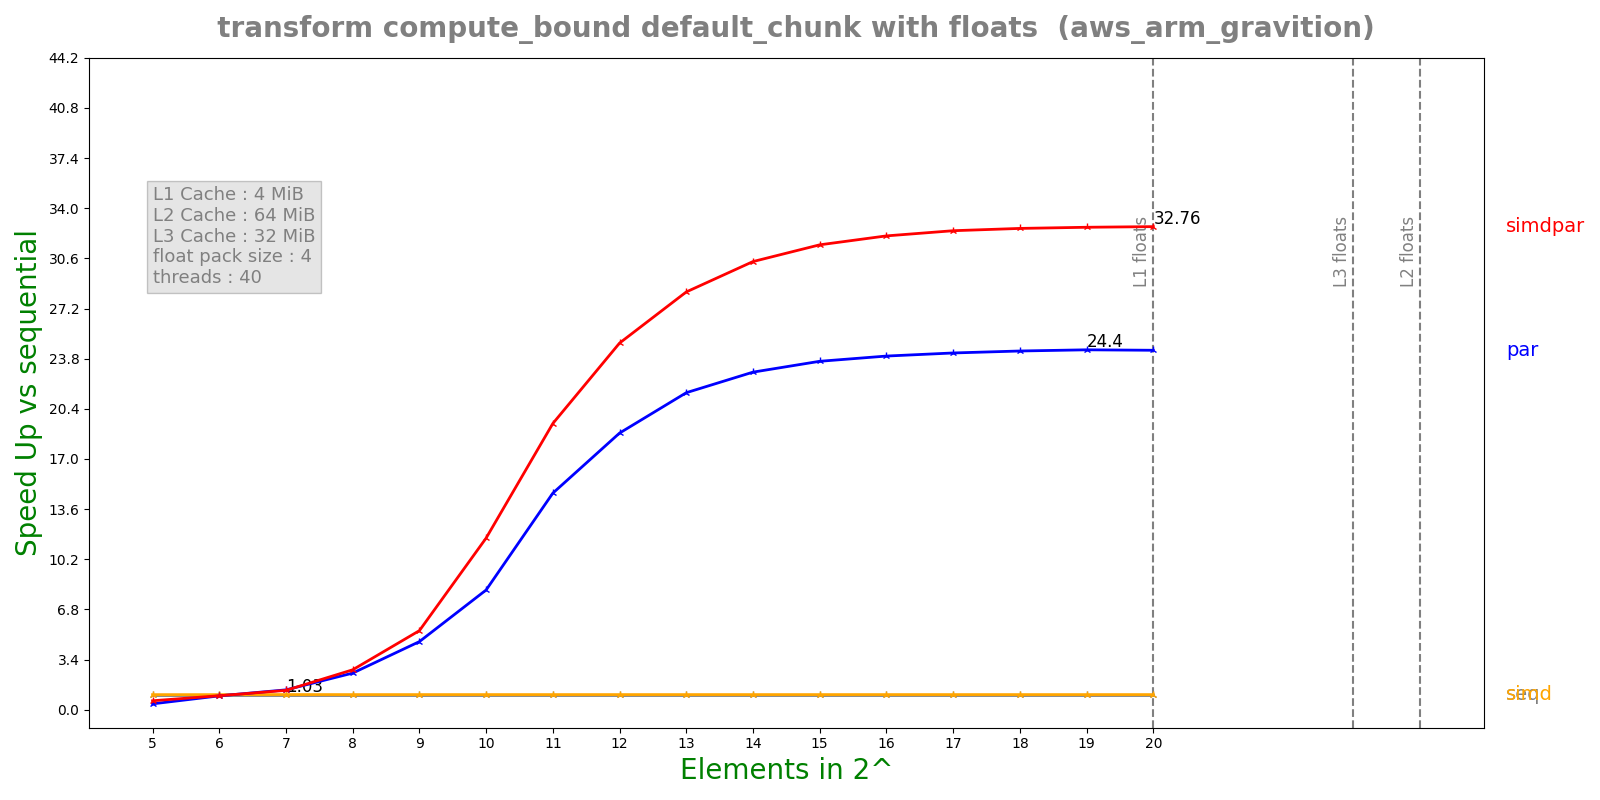 transform compute_bound default_chunk with floats  (aws_arm_gravition)
Speed Up vs sequential
44.2
40.8
37.4
34.0
30.6
27.2
23.8
20.4
17.0
13.6
10.2
6.8
3.4
0.0
L1 Cache : 4 MiB
L2 Cache : 64 MiB
L3 Cache : 32 MiB
float pack size : 4
threads : 40
1.03
24.4
32.76
L1 floats
L3 floats
L2 floats
simdpar
par
seq
simd
5 6 7 8 9 10 11 12 13 14 15 16 17 18 19 20
Elements in 2^